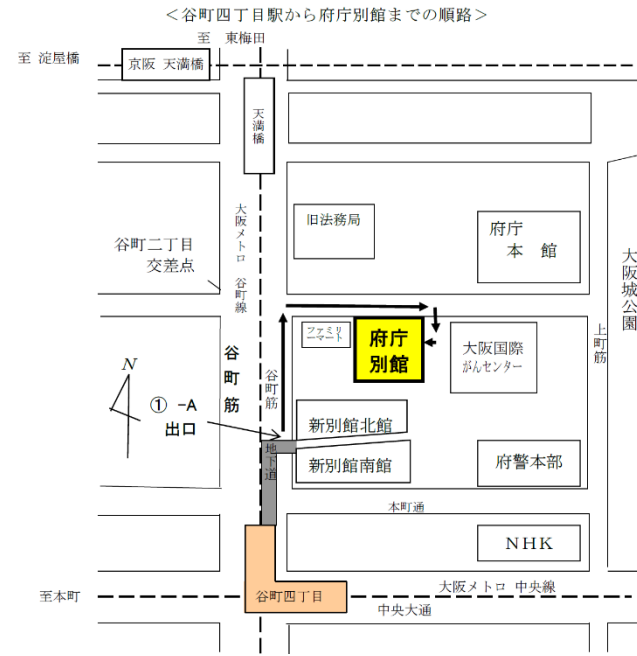 ＜谷町四丁目駅から府庁別館までの順路＞
至 東梅田
至 淀屋橋
京阪 天満橋
天満橋
大阪メトロ 谷町線
旧法務局
府庁
本 館
谷町二丁目
交差点
大阪城公園
上町筋
ファミリ
ーマート
府庁
別館
大阪国際
がんセンター
谷町筋
谷町筋
N
① -A
出口
新別館北館
地下道
新別館南館
府警本部
本町通
NHK
大阪メトロ 中央線
至本町
谷町四丁目
中央大通